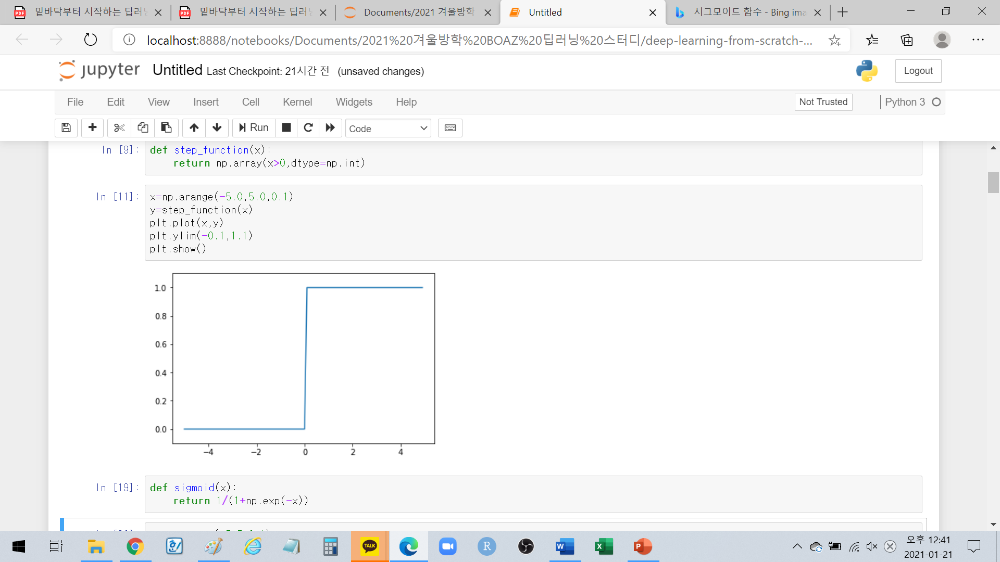 밑바닥부터 시작하는 딥러닝
밑바닥부터 시작하는 딥러닝
Documents/2021 겨울방학
Untitled
시그모이드 함수 - Bing ima
localhost:8888/notebooks/Documents/2021%20겨울방학%20BOAZ%20딥러닝%20스터디/deep-learning-from-scratch-...
jupyter Untitled Last Checkpoint: 21시간 전 (unsaved changes)
Logout
File Edit View Insert Cell Kernel Widgets Help
Not Trusted
Python 3
Run
Code
In [9]: def step_function(x):
return np.array(x>0,dtype=np.int)
In [11]: x=np.arange(-5.0,5.0,0.1)
y=step_function(x)
plt.plot(x,y)
plt.ylim(-0.1,1.1)
plt.show()
1.0
0.8
0.6
0.4
0.2
0.0
−4 −2 0 2 4
In [19]: def sigmoid(x):
return 1/(1+np.exp(-x))
TALK
R
W
X
P
오후 12:41
2021-01-21